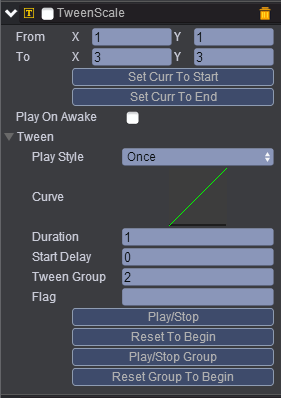 T TweenScale
From X 1 Y 1
To X 3 Y 3
Set Curr To Start
Set Curr To End
Play On Awake
Tween
Play Style Once
Curve
Duration 1
Start Delay 0
Tween Group 2
Flag
Play/Stop
Reset To Begin
Play/Stop Group
Reset Group To Begin